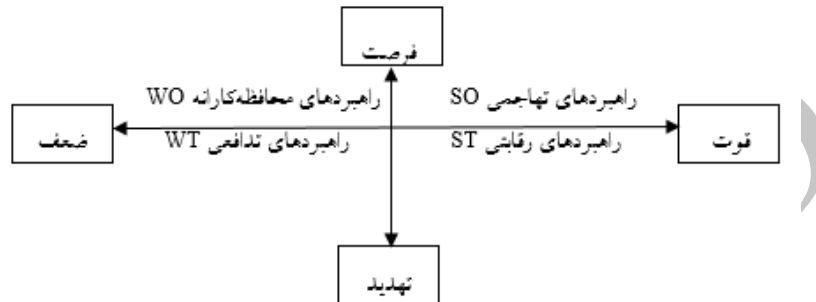 فرصت
راهبردهای تهاجمی SO
راهبردهای محافظه‌کارانه WO
قوت
ضعف
راهبردهای رقابتی ST
راهبردهای تدافعی WT
تهدید